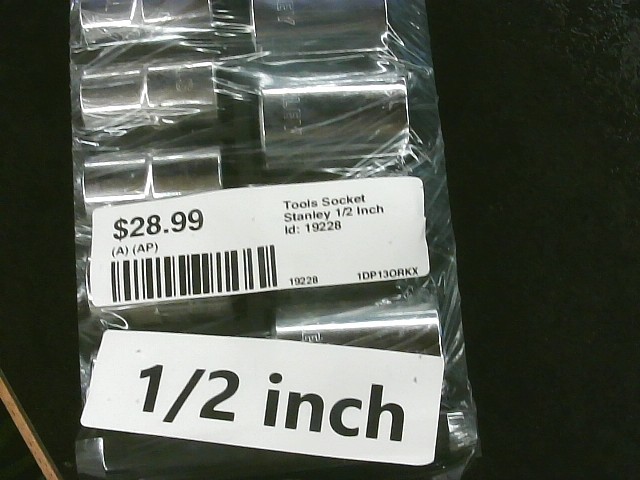 $28.99
(A) (AP)
Tools Socket
Stanley 1/2 Inch
Id: 19228
19228
1DP13ORKX
1/2 inch